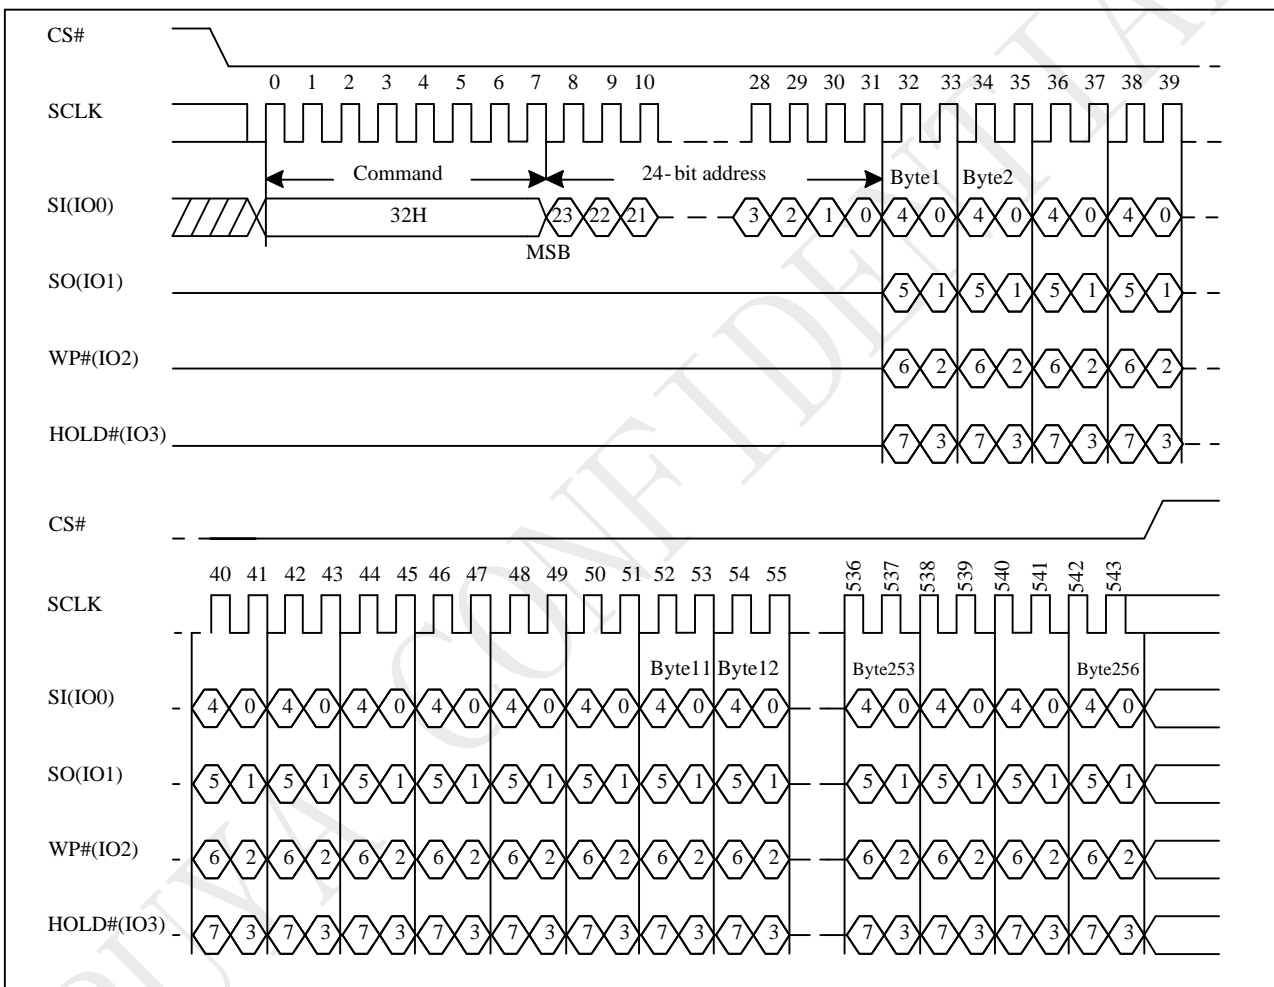 CS#
0 1 2 3 4 5 6 7 8 9 10 28 29 30 31 32 33 34 35 36 37 38 39
SCLK
Command 24-bit address Byte1 Byte2
SI(IO0) 32H 23 22 21 3 2 1 0 4 0 4 0 4 0 4 0
MSB
SO(IO1) 5 1 5 1 5 1 5 1
WP#(IO2) 6 2 6 2 6 2 6 2
HOLD#(IO3) 7 3 7 3 7 3 7 3
CS#
40 41 42 43 44 45 46 47 48 49 50 51 52 53 54 55 536 537 538 539 540 541 542 543
SCLK
Byte11 Byte12 Byte253 Byte256
SI(IO0) 4 0 4 0 4 0 4 0 4 0 4 0 4 0 4 0 4 0 4 0 4 0 4 0
SO(IO1) 5 1 5 1 5 1 5 1 5 1 5 1 5 1 5 1 5 1 5 1 5 1 5 1
WP#(IO2) 6 2 6 2 6 2 6 2 6 2 6 2 6 2 6 2 6 2 6 2 6 2 6 2
HOLD#(IO3) 7 3 7 3 7 3 7 3 7 3 7 3 7 3 7 3 7 3 7 3 7 3 7 3
PUYA CONFIDENTIAL